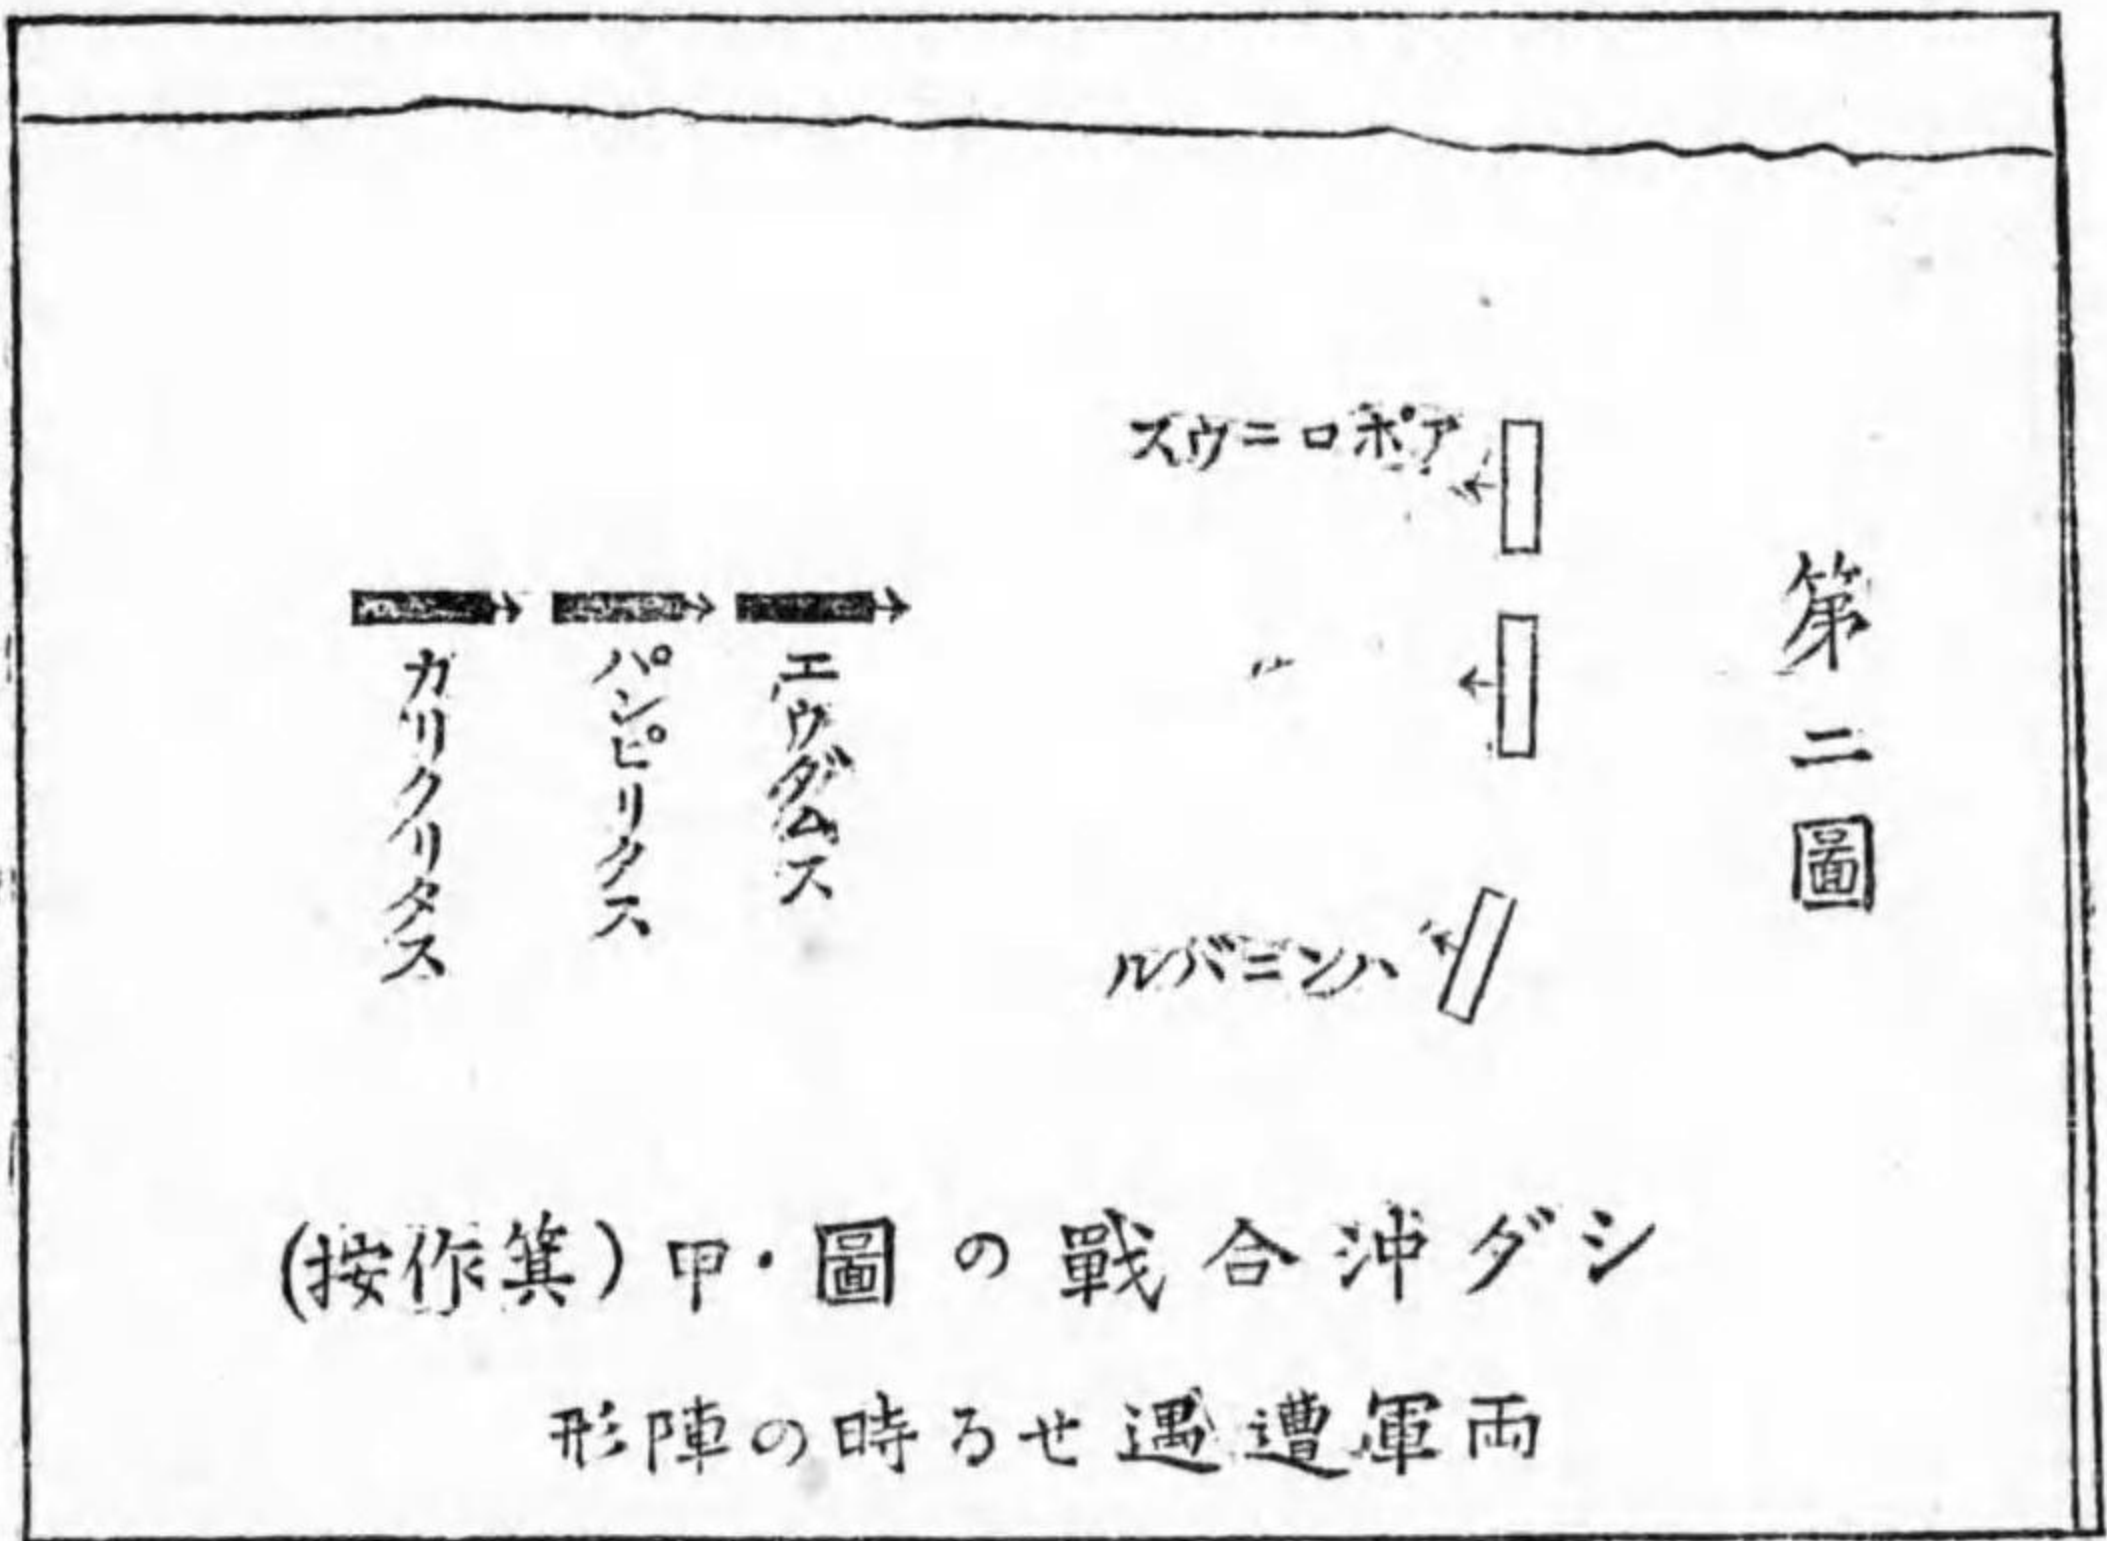 第二圖
アポロニウス
ハンニバル
エウダムス
パンピリクス
カリクリタス
シダ沖合戰の圖・甲(箕作按)
両軍遭遇せる時の陣形